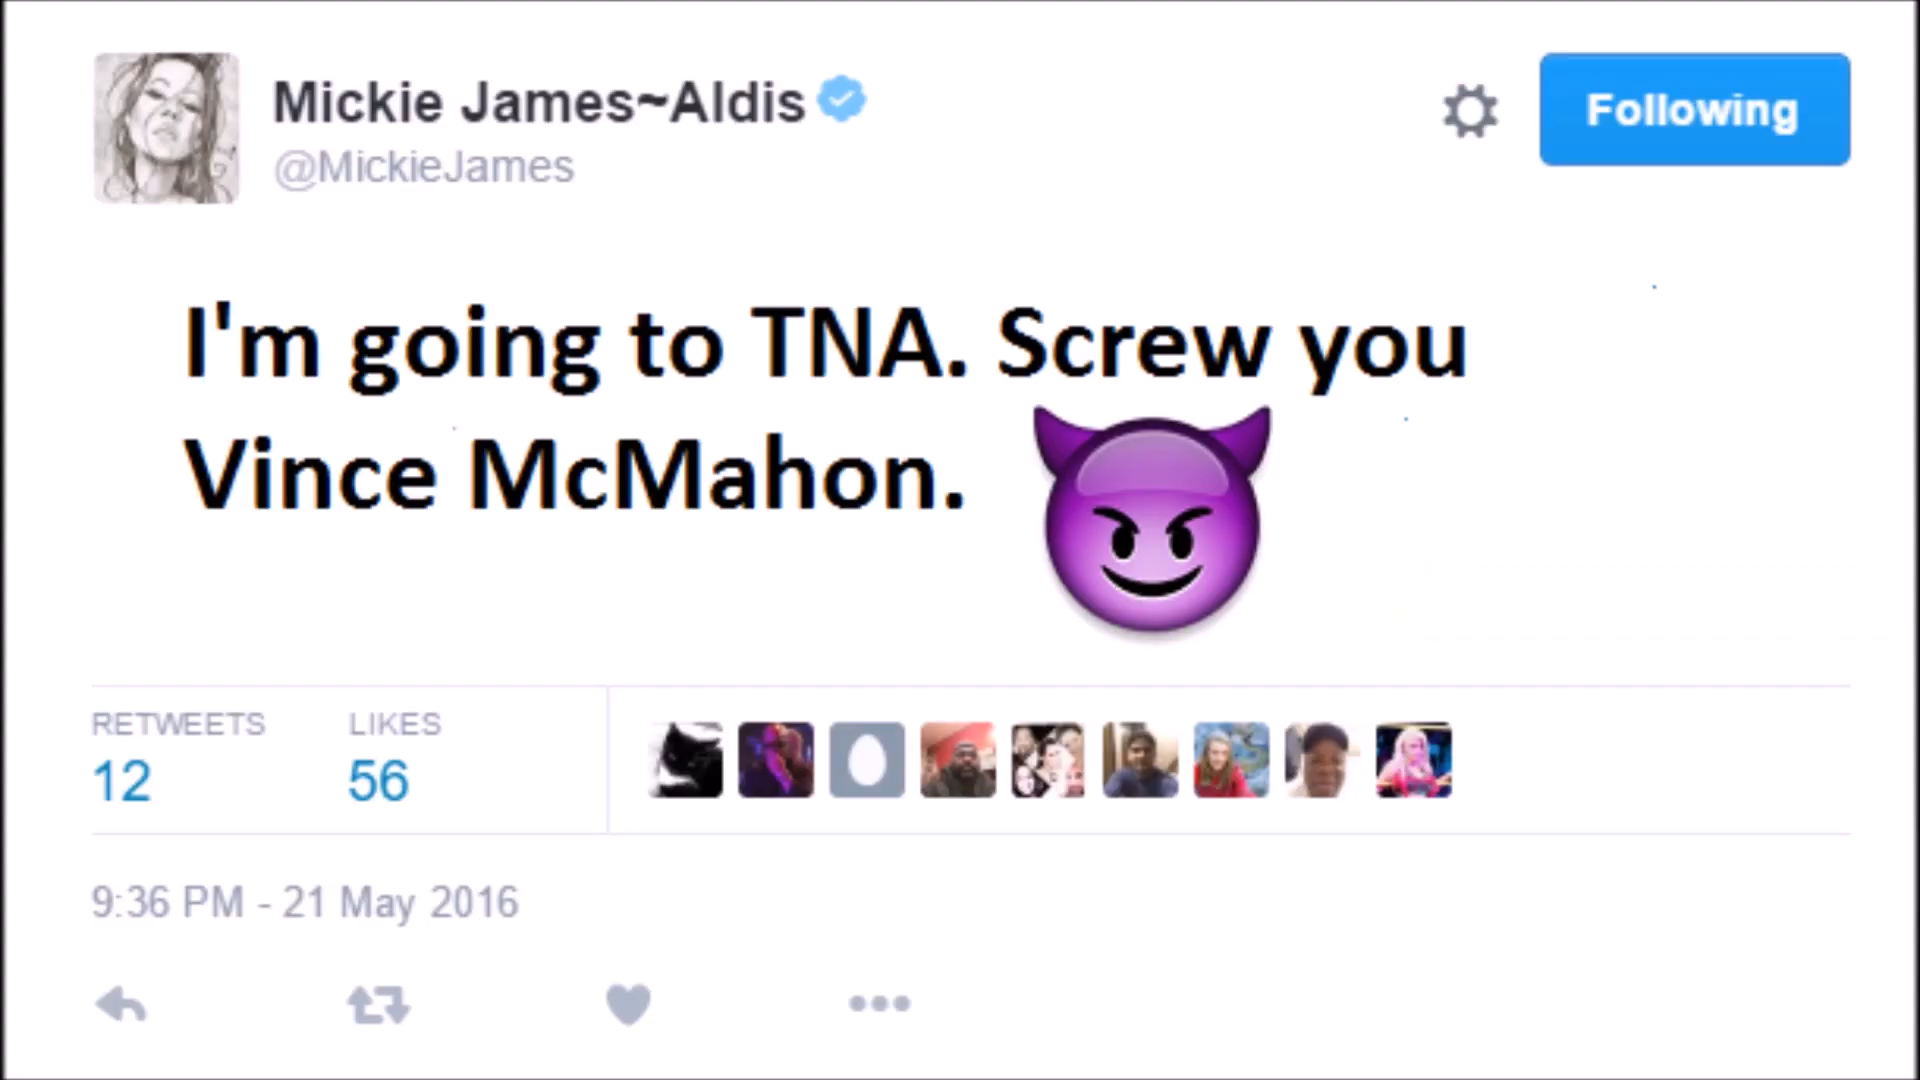 Mickie James~Aldis
@MickieJames
Following
I'm going to TNA. Screw you
Vince McMahon. 😈
RETWEETS LIKES
12 56
9:36 PM - 21 May 2016